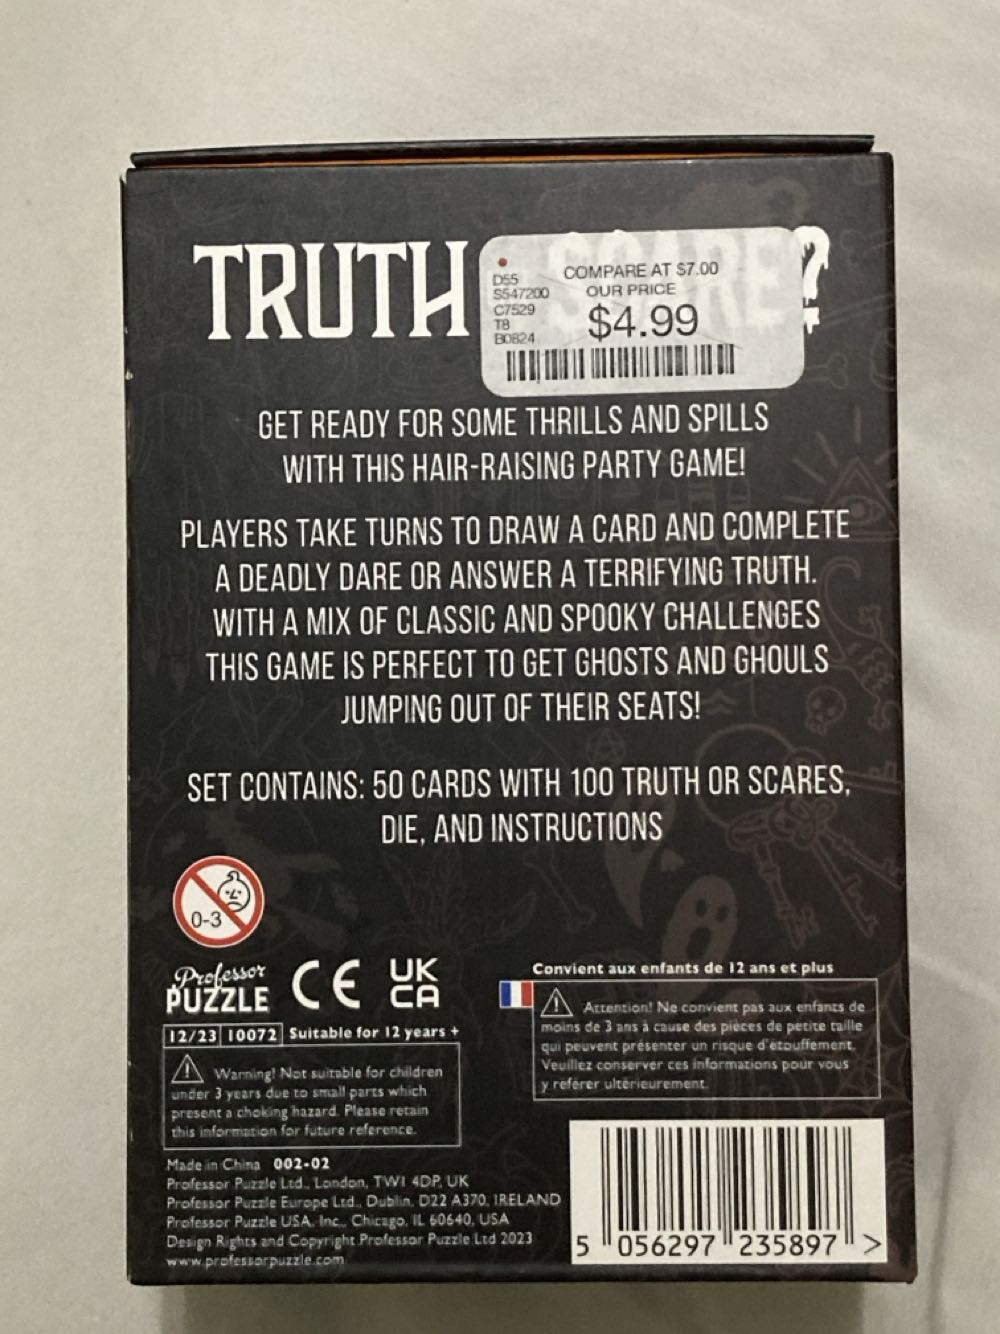 TRUTH SCARE?
D55
S547200
C7529
T8
B0824
COMPARE AT $7.00
OUR PRICE
$4.99
GET READY FOR SOME THRILLS AND SPILLS
WITH THIS HAIR-RAISING PARTY GAME!
PLAYERS TAKE TURNS TO DRAW A CARD AND COMPLETE
A DEADLY DARE OR ANSWER A TERRIFYING TRUTH.
WITH A MIX OF CLASSIC AND SPOOKY CHALLENGES
THIS GAME IS PERFECT TO GET GHOSTS AND GHOULS
JUMPING OUT OF THEIR SEATS!
SET CONTAINS: 50 CARDS WITH 100 TRUTH OR SCARES,
DIE, AND INSTRUCTIONS
0-3
Professor
PUZZLE
CE
UK
CA
12/23 10072 Suitable for 12 years +
Warning! Not suitable for children
under 3 years due to small parts which
present a choking hazard. Please retain
this information for future reference.
Convient aux enfants de 12 ans et plus
Attention! Ne convient pas aux enfants de
moins de 3 ans à cause des pièces de petite taille
qui peuvent présenter un risque d'étouffement.
Veuillez conserver ces informations pour vous
y referer ultérieurement.
Made in China 002-02
Professor Puzzle Ltd., London, TW1 4DP, UK
Professor Puzzle Europe Ltd., Dublin, D22 A370, IRELAND
Professor Puzzle USA, Inc., Chicago, IL 60640, USA
Design Rights and Copyright Professor Puzzle Ltd 2023
www.professorpuzzle.com
5 056297 235897 >